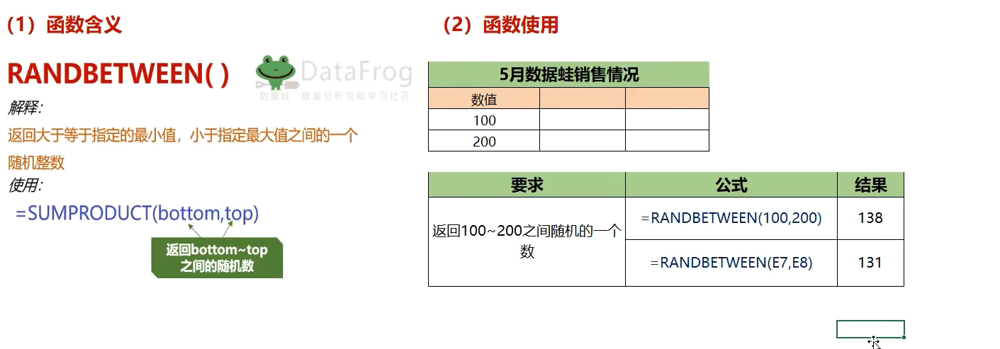 （1）函数含义
RANDBETWEEN( )
DataFrog
数据蛙 数据分析互助学习社区
解释：
返回大于等于指定的最小值，小于指定最大值之间的一个
随机整数
使用：
=SUMPRODUCT(bottom,top)
返回bottom~top
之间的随机数
（2）函数使用
5月数据蛙销售情况
数值
100
200
要求 公式 结果
返回100~200之间随机的一个
数
=RANDBETWEEN(100,200) 138
=RANDBETWEEN(E7,E8) 131